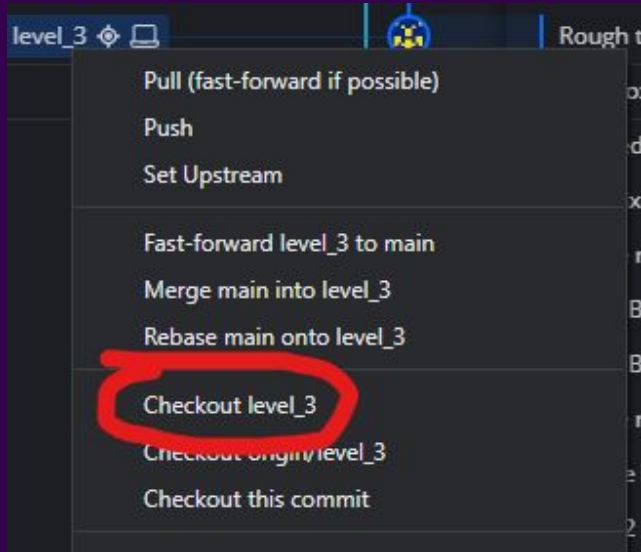 level_3
Rough t
Pull (fast-forward if possible)
Push
Set Upstream
Fast-forward level_3 to main
Merge main into level_3
Rebase main onto level_3
Checkout level_3
Checkout origin/level_3
Checkout this commit